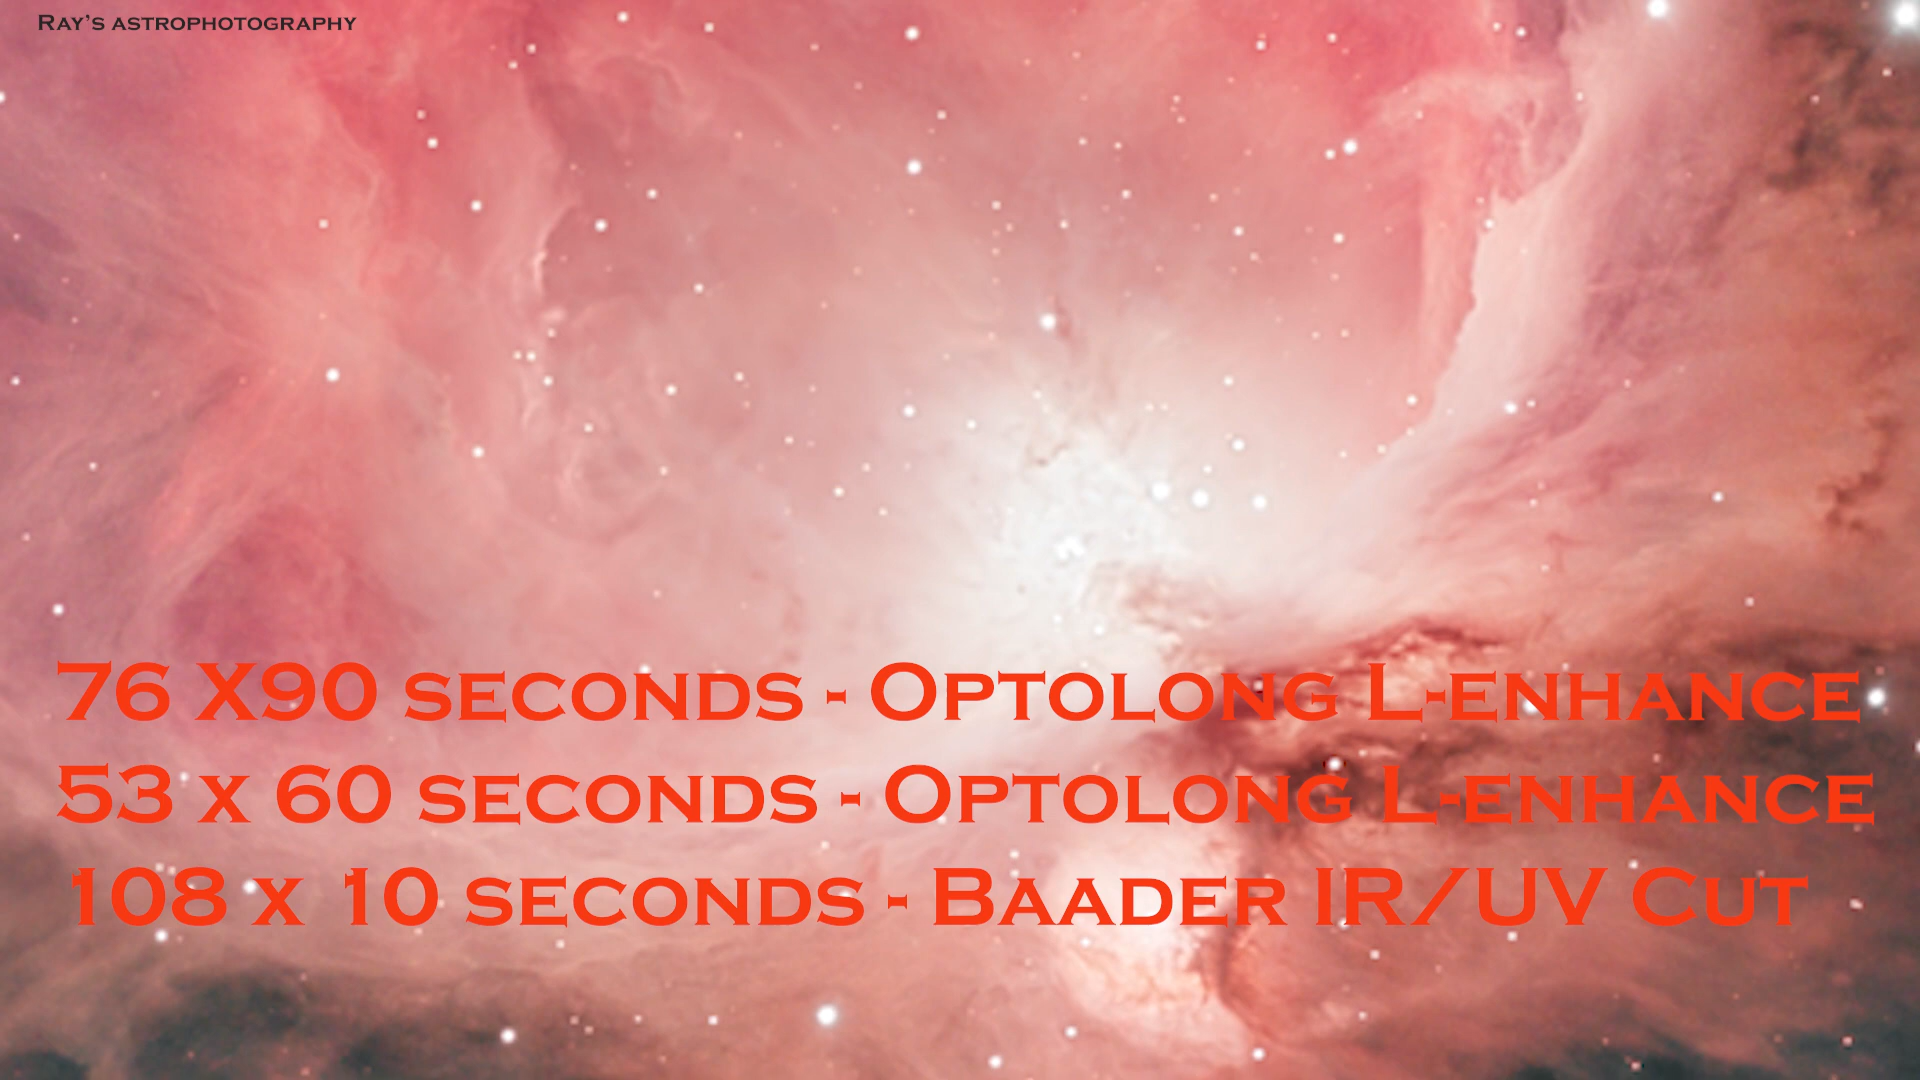 Ray's astrophotography
76 X90 seconds - Optolong L-enhance
53 x 60 seconds - Optolong L-enhance
108 x 10 seconds - Baader IR/UV Cut